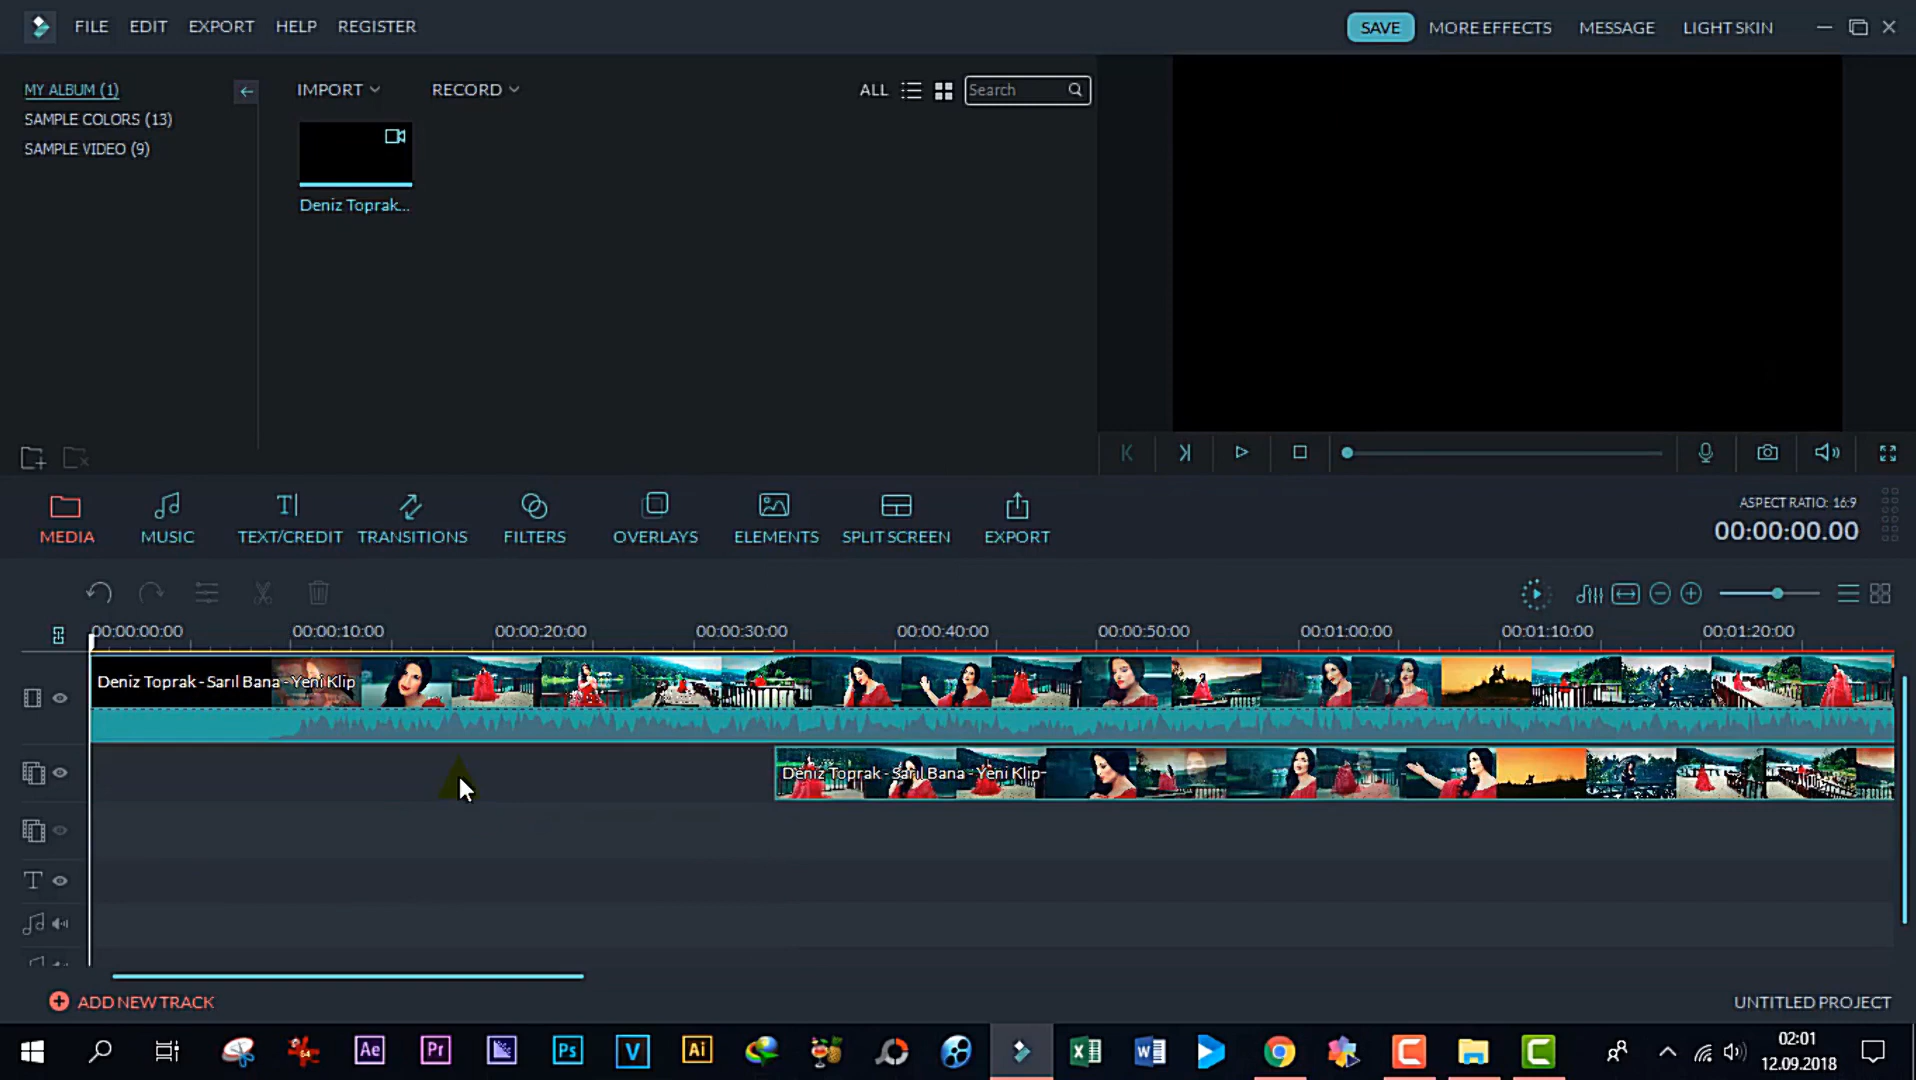 FILE EDIT EXPORT HELP REGISTER
SAVE MORE EFFECTS MESSAGE LIGHT SKIN
MY ALBUM (1)
SAMPLE COLORS (13)
SAMPLE VIDEO (9)
IMPORT RECORD ALL Search
Deniz Toprak...
MEDIA MUSIC TEXT/CREDIT TRANSITIONS FILTERS OVERLAYS ELEMENTS SPLIT SCREEN EXPORT
ASPECT RATIO: 16:9
00:00:00.00
00:00:00:00 00:00:10:00 00:00:20:00 00:00:30:00 00:00:40:00 00:00:50:00 00:01:00:00 00:01:10:00 00:01:20:00
Deniz Toprak - Sarıl Bana - Yeni Klip
Deniz Toprak - Sarıl Bana - Yeni Klip-
T
ADD NEW TRACK
UNTITLED PROJECT
Ae Pr Ps V Ai
02:01
12.09.2018